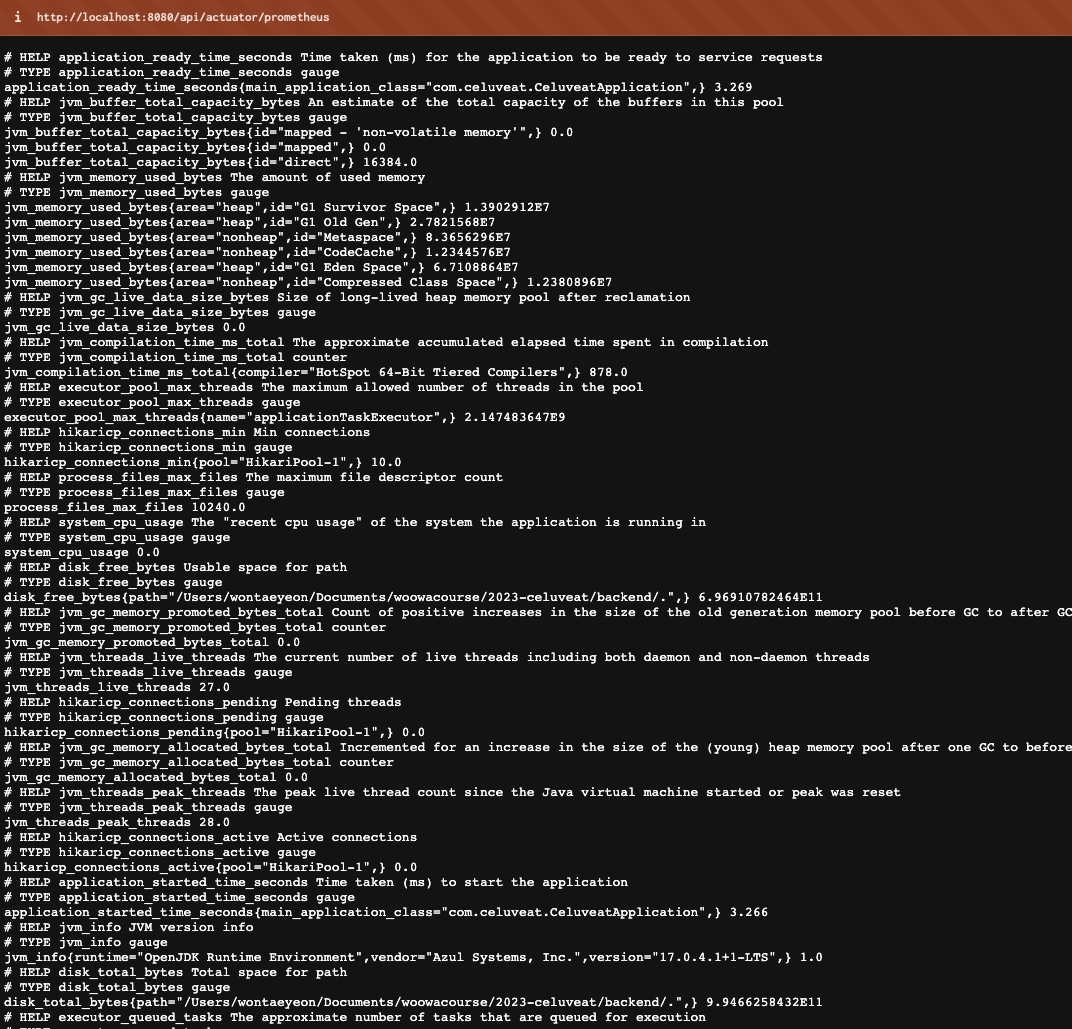 i http://localhost:8080/api/actuator/prometheus
# HELP application_ready_time_seconds Time taken (ms) for the application to be ready to service requests
# TYPE application_ready_time_seconds gauge
application_ready_time_seconds{main_application_class="com.celuveat.CeluveatApplication",} 3.269
# HELP jvm_buffer_total_capacity_bytes An estimate of the total capacity of the buffers in this pool
# TYPE jvm_buffer_total_capacity_bytes gauge
jvm_buffer_total_capacity_bytes{id="mapped - 'non-volatile memory'",} 0.0
jvm_buffer_total_capacity_bytes{id="mapped",} 0.0
jvm_buffer_total_capacity_bytes{id="direct",} 16384.0
# HELP jvm_memory_used_bytes The amount of used memory
# TYPE jvm_memory_used_bytes gauge
jvm_memory_used_bytes{area="heap",id="G1 Survivor Space",} 1.3902912E7
jvm_memory_used_bytes{area="heap",id="G1 Old Gen",} 2.7821568E7
jvm_memory_used_bytes{area="nonheap",id="Metaspace",} 8.3656296E7
jvm_memory_used_bytes{area="nonheap",id="CodeCache",} 1.2344576E7
jvm_memory_used_bytes{area="heap",id="G1 Eden Space",} 6.7108864E7
jvm_memory_used_bytes{area="nonheap",id="Compressed Class Space",} 1.2380896E7
# HELP jvm_gc_live_data_size_bytes Size of long-lived heap memory pool after reclamation
# TYPE jvm_gc_live_data_size_bytes gauge
jvm_gc_live_data_size_bytes 0.0
# HELP jvm_compilation_time_ms_total The approximate accumulated elapsed time spent in compilation
# TYPE jvm_compilation_time_ms_total counter
jvm_compilation_time_ms_total{compiler="HotSpot 64-Bit Tiered Compilers",} 878.0
# HELP executor_pool_max_threads The maximum allowed number of threads in the pool
# TYPE executor_pool_max_threads gauge
executor_pool_max_threads{name="applicationTaskExecutor",} 2.147483647E9
# HELP hikaricp_connections_min Min connections
# TYPE hikaricp_connections_min gauge
hikaricp_connections_min{pool="HikariPool-1",} 10.0
# HELP process_files_max_files The maximum file descriptor count
# TYPE process_files_max_files gauge
process_files_max_files 10240.0
# HELP system_cpu_usage The "recent cpu usage" of the system the application is running in
# TYPE system_cpu_usage gauge
system_cpu_usage 0.0
# HELP disk_free_bytes Usable space for path
# TYPE disk_free_bytes gauge
disk_free_bytes{path="/Users/wontaeyeon/Documents/woowacourse/2023-celuveat/backend/.",} 6.96910782464E11
# HELP jvm_gc_memory_promoted_bytes_total Count of positive increases in the size of the old generation memory pool before GC to after GC
# TYPE jvm_gc_memory_promoted_bytes_total counter
jvm_gc_memory_promoted_bytes_total 0.0
# HELP jvm_threads_live_threads The current number of live threads including both daemon and non-daemon threads
# TYPE jvm_threads_live_threads gauge
jvm_threads_live_threads 27.0
# HELP hikaricp_connections_pending Pending threads
# TYPE hikaricp_connections_pending gauge
hikaricp_connections_pending{pool="HikariPool-1",} 0.0
# HELP jvm_gc_memory_allocated_bytes_total Incremented for an increase in the size of the (young) heap memory pool after one GC to before
# TYPE jvm_gc_memory_allocated_bytes_total counter
jvm_gc_memory_allocated_bytes_total 0.0
# HELP jvm_threads_peak_threads The peak live thread count since the Java virtual machine started or peak was reset
# TYPE jvm_threads_peak_threads gauge
jvm_threads_peak_threads 28.0
# HELP hikaricp_connections_active Active connections
# TYPE hikaricp_connections_active gauge
hikaricp_connections_active{pool="HikariPool-1",} 0.0
# HELP application_started_time_seconds Time taken (ms) to start the application
# TYPE application_started_time_seconds gauge
application_started_time_seconds{main_application_class="com.celuveat.CeluveatApplication",} 3.266
# HELP jvm_info JVM version info
# TYPE jvm_info gauge
jvm_info{runtime="OpenJDK Runtime Environment",vendor="Azul Systems, Inc.",version="17.0.4.1+1-LTS",} 1.0
# HELP disk_total_bytes Total space for path
# TYPE disk_total_bytes gauge
disk_total_bytes{path="/Users/wontaeyeon/Documents/woowacourse/2023-celuveat/backend/.",} 9.9466258432E11
# HELP executor_queued_tasks The approximate number of tasks that are queued for execution